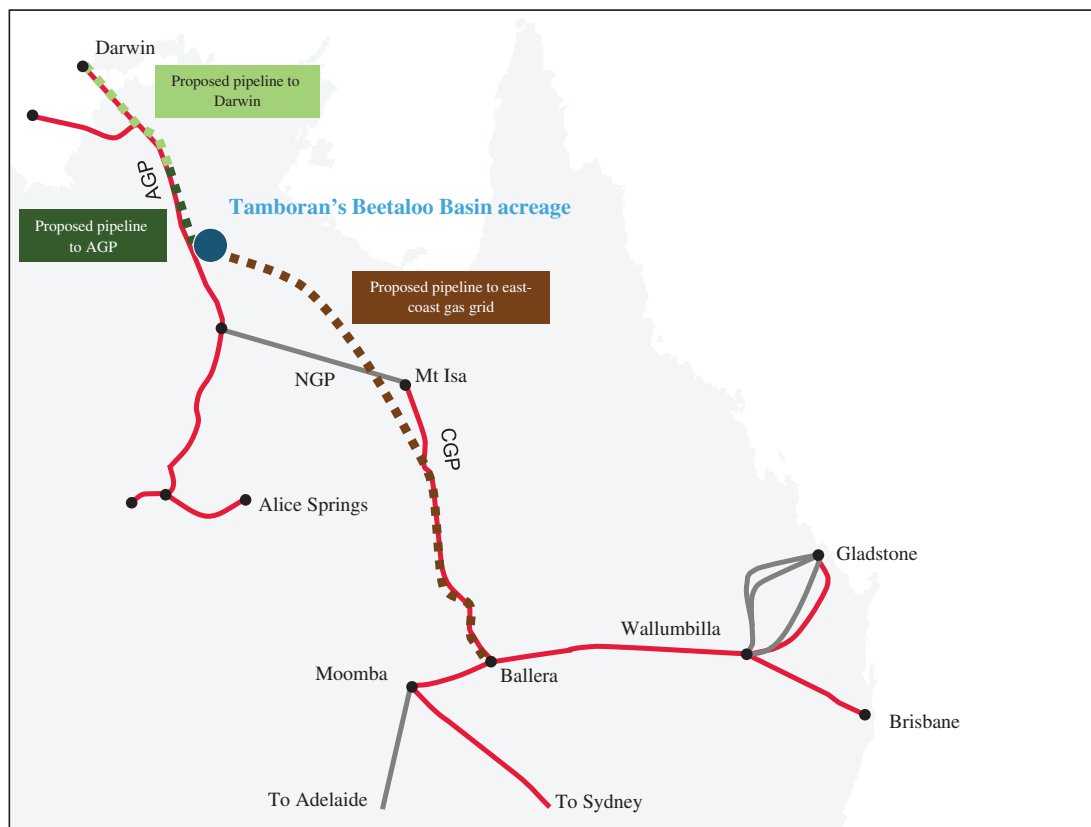 Darwin
Proposed pipeline to
Darwin
AGP
Tamboran's Beetaloo Basin acreage
Proposed pipeline
to AGP
Proposed pipeline to east-
coast gas grid
NGP
Mt Isa
CGP
Alice Springs
Gladstone
Wallumbilla
Moomba
Ballera
Brisbane
To Adelaide
To Sydney